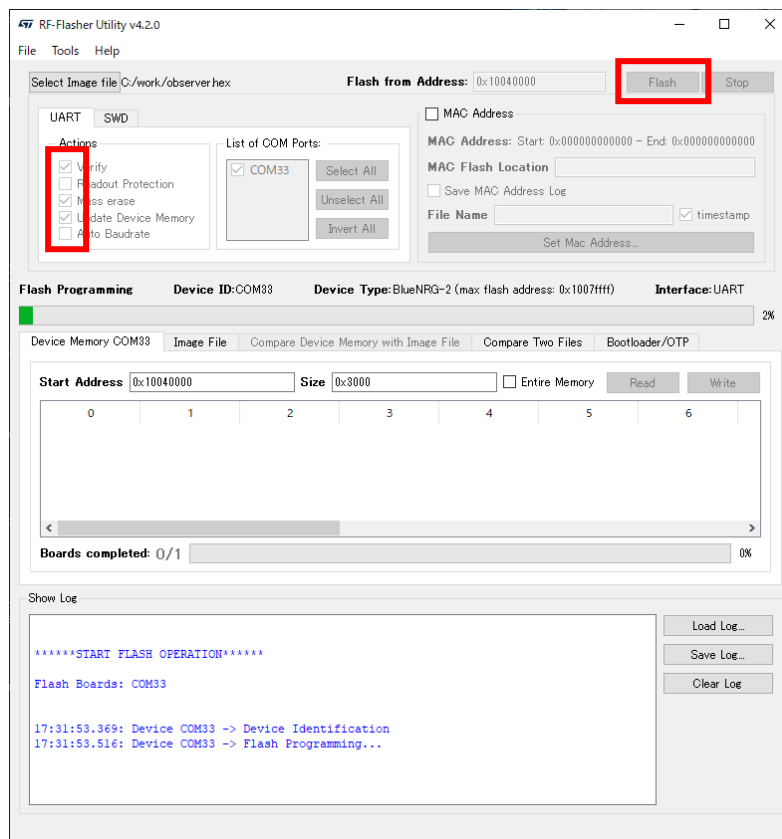 RF-Flasher Utility v4.2.0
File Tools Help
Select Image file C:/work/observer.hex Flash from Address: 0x10040000 Flash Stop
UART SWD
Actions
Verify
Readout Protection
Mass erase
Update Device Memory
Auto Baudrate
List of COM Ports:
COM33
Select All
Unselect All
Invert All
MAC Address
MAC Address: Start: 0x000000000000 - End: 0x000000000000
MAC Flash Location
Save MAC Address Log
File Name timestamp
Set Mac Address...
Flash Programming Device ID:COM33 Device Type:BlueNRG-2 (max flash address: 0x1007ffff) Interface:UART
2%
Device Memory COM33 Image File Compare Device Memory with Image File Compare Two Files Bootloader/OTP
Start Address 0x10040000 Size 0x3000 Entire Memory Read Write
0 1 2 3 4 5 6
Boards completed: 0/1 0%
Show Log
******START FLASH OPERATION******
Flash Boards: COM33
17:31:53.369: Device COM33 -> Device Identification
17:31:53.516: Device COM33 -> Flash Programming...
Load Log...
Save Log...
Clear Log